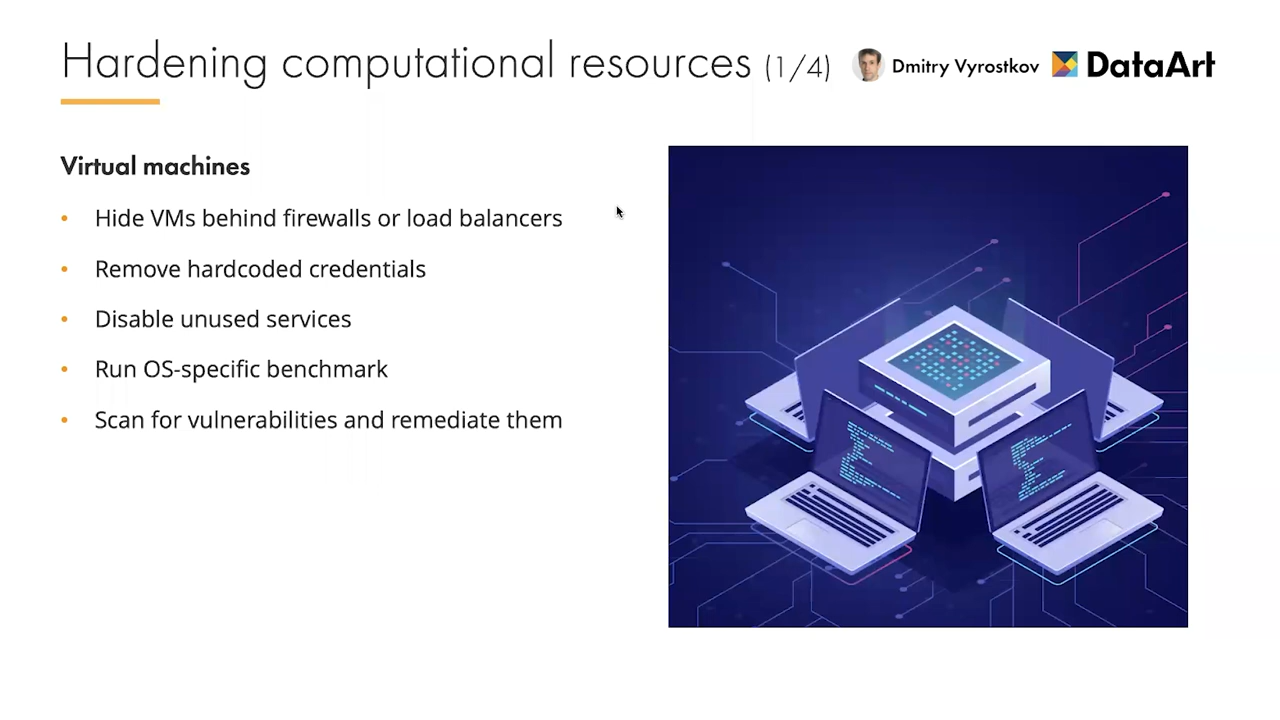 Hardening computational resources (1/4)
Dmitry Vyrostkov
DataArt
Virtual machines
• Hide VMs behind firewalls or load balancers
• Remove hardcoded credentials
• Disable unused services
• Run OS-specific benchmark
• Scan for vulnerabilities and remediate them